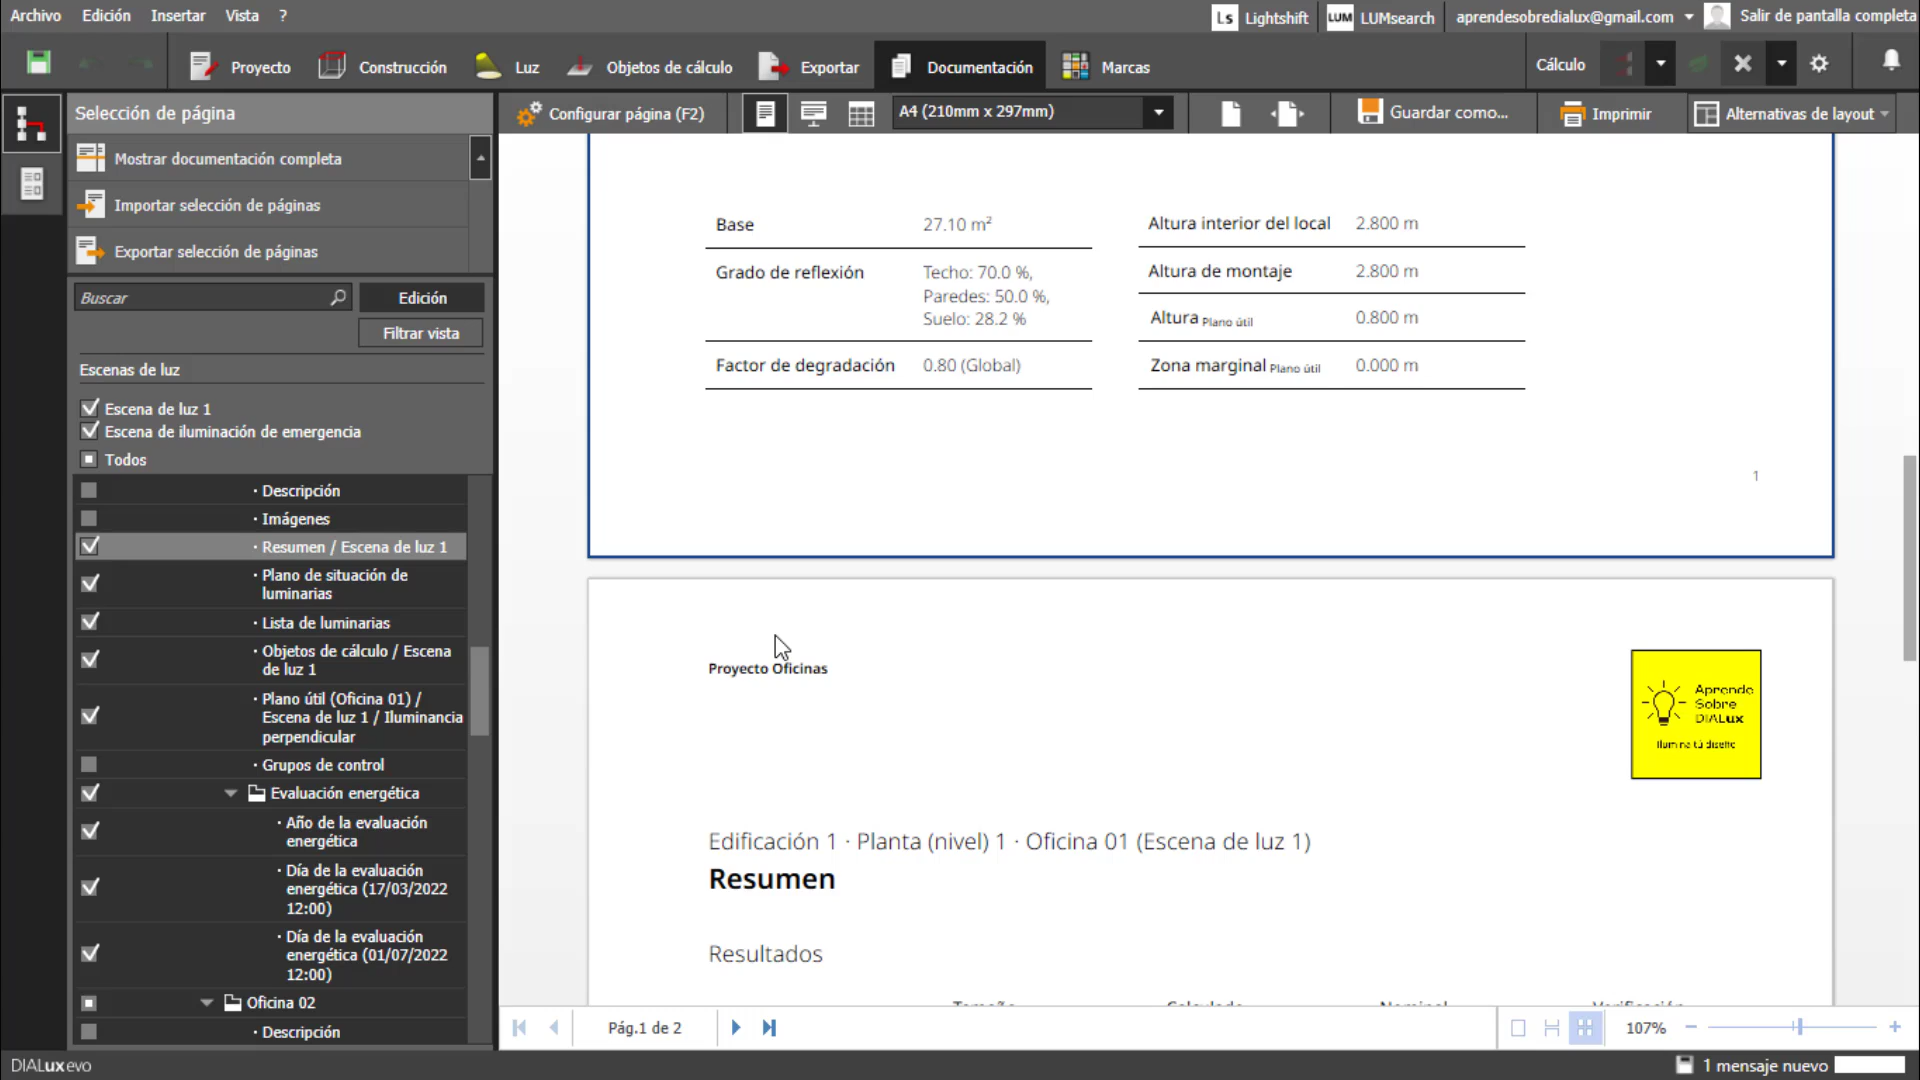 Archivo Edición Insertar Vista ?
Ls Lightshift LUM LUMsearch aprendesobredialux@gmail.com Salir de pantalla completa
Proyecto Construcción Luz Objetos de cálculo Exportar Documentación Marcas Cálculo
Selección de página
Configurar página (F2) A4 (210mm x 297mm) Guardar como... Imprimir Alternativas de layout
Mostrar documentación completa
Importar selección de páginas
Exportar selección de páginas
Buscar Edición
Filtrar vista
Escenas de luz
Escena de luz 1
Escena de iluminación de emergencia
Todos
· Descripción
· Imágenes
· Resumen / Escena de luz 1
· Plano de situación de
luminarias
· Lista de luminarias
· Objetos de cálculo / Escena
de luz 1
· Plano útil (Oficina 01) /
Escena de luz 1 / Iluminancia
perpendicular
· Grupos de control
Evaluación energética
· Año de la evaluación
energética
· Día de la evaluación
energética (17/03/2022
12:00)
· Día de la evaluación
energética (01/07/2022
12:00)
Oficina 02
· Descripción
Base 27.10 m²
Grado de reflexión Techo: 70.0 %,
Paredes: 50.0 %,
Suelo: 28.2 %
Factor de degradación 0.80 (Global)
Altura interior del local 2.800 m
Altura de montaje 2.800 m
Altura Plano útil 0.800 m
Zona marginal Plano útil 0.000 m
1
Proyecto Oficinas
Aprende
Sobre
DIALux
Ilumina tú diseño
Edificación 1 · Planta (nivel) 1 · Oficina 01 (Escena de luz 1)
Resumen
Resultados
Tamaño Calculado Nominal Verificación
Pág.1 de 2 107%
DIALux evo 1 mensaje nuevo